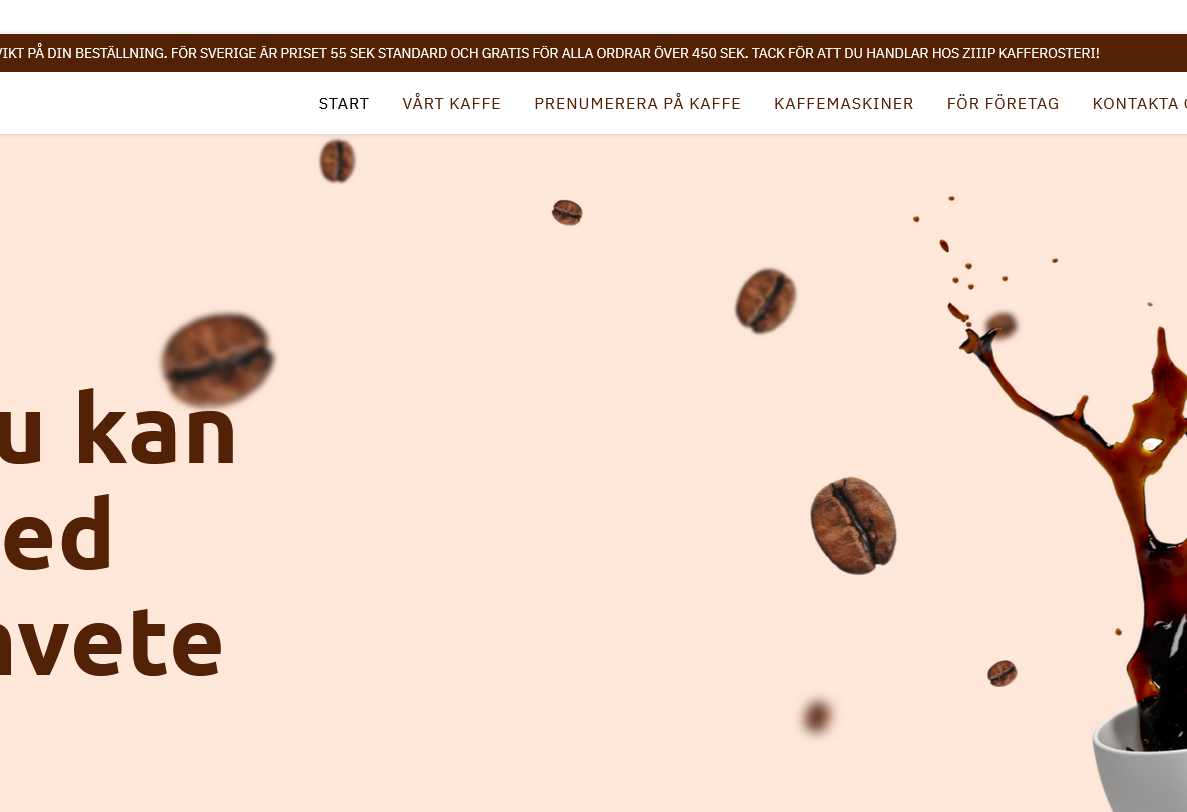 VIKT PÅ DIN BESTÄLLNING. FÖR SVERIGE ÄR PRISET 55 SEK STANDARD OCH GRATIS FÖR ALLA ORDRAR ÖVER 450 SEK. TACK FÖR ATT DU HANDLAR HOS ZIIIP KAFFEROSTERI!
START VÅRT KAFFE PRENUMERERA PÅ KAFFE KAFFEMASKINER FÖR FÖRETAG KONTAKTA
u kan
ed
vete